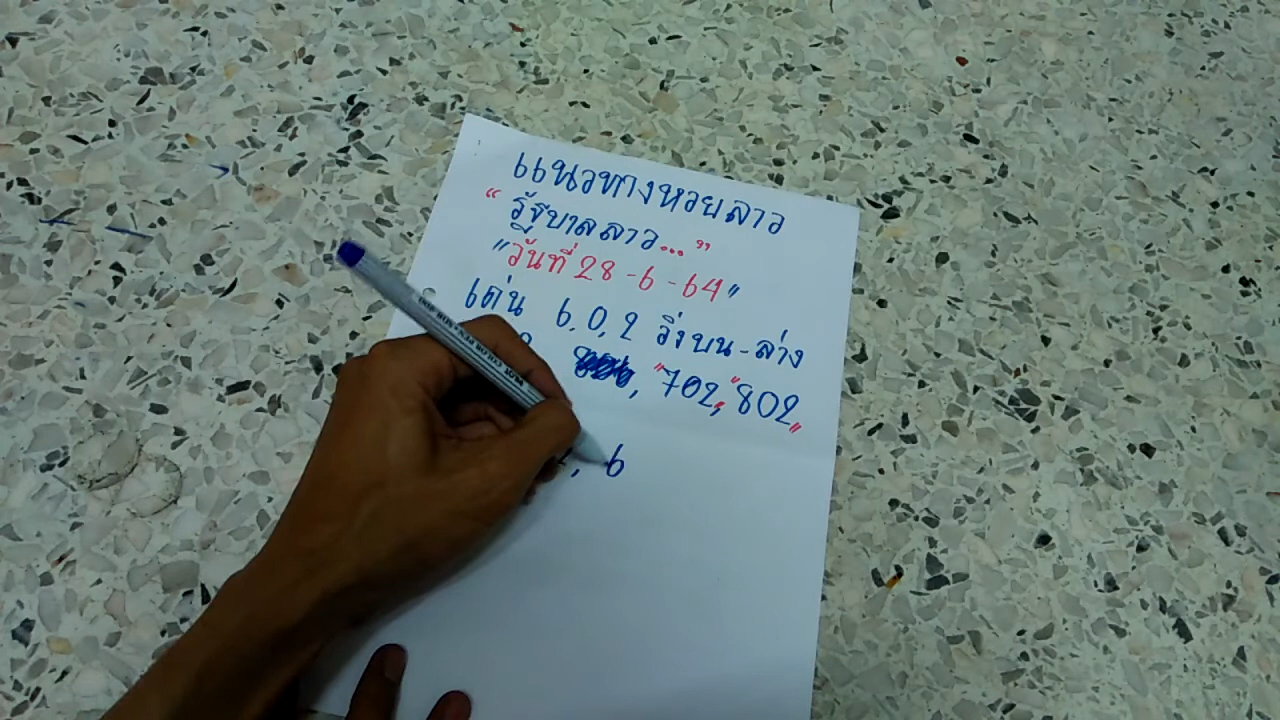 แนวทางหวยลาว
“รัฐบาลลาว...”
"วันที่ 28-6-64"
เด่น 6,0,2 วิ่งบน-ล่าง
, "702," 802"
, 6